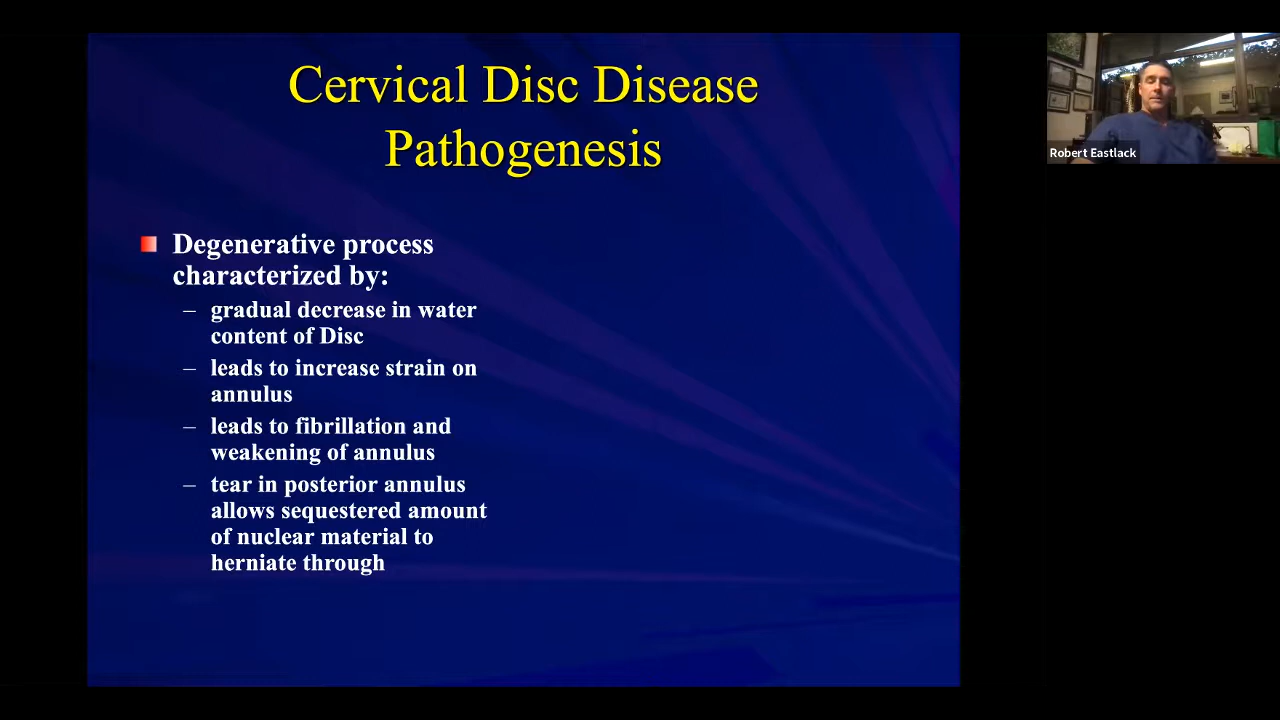 Cervical Disc Disease
Pathogenesis
Degenerative process
characterized by:
– gradual decrease in water
content of Disc
– leads to increase strain on
annulus
– leads to fibrillation and
weakening of annulus
– tear in posterior annulus
allows sequestered amount
of nuclear material to
herniate through
Robert Eastlack